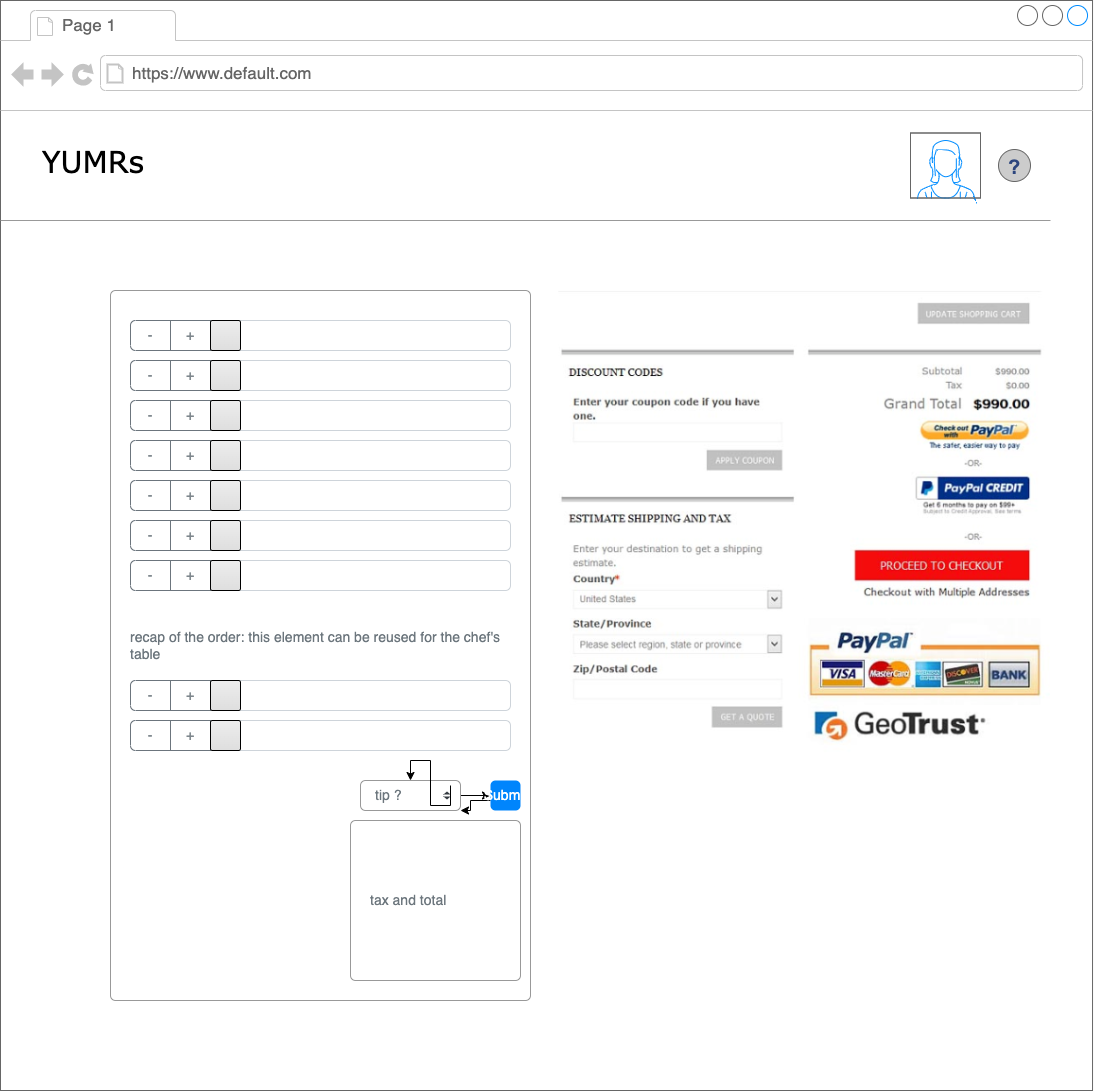 Page 1
https://www.default.com
YUMRs
?
- +
- +
- +
- +
- +
- +
- +
recap of the order: this element can be reused for the chef's
table
- +
- +
tip ?
Subm
tax and total
UPDATE SHOPPING CART
DISCOUNT CODES
Enter your coupon code if you have
one.
APPLY COUPON
ESTIMATE SHIPPING AND TAX
Enter your destination to get a shipping
estimate.
Country*
United States
State/Province
Please select region, state or province
Zip/Postal Code
GET A QUOTE
Subtotal $990.00
Tax $0.00
Grand Total $990.00
Check out
with PayPal
The safer, easier way to pay
-OR-
PayPal CREDIT
Get 6 months to pay on $99+
Subject to Credit Approval. See terms
-OR-
PROCEED TO CHECKOUT
Checkout with Multiple Addresses
PayPal
VISA MasterCard DISCOVER BANK
GeoTrust